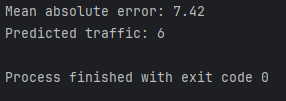 Mean absolute error: 7.42
Predicted traffic: 6
Process finished with exit code 0